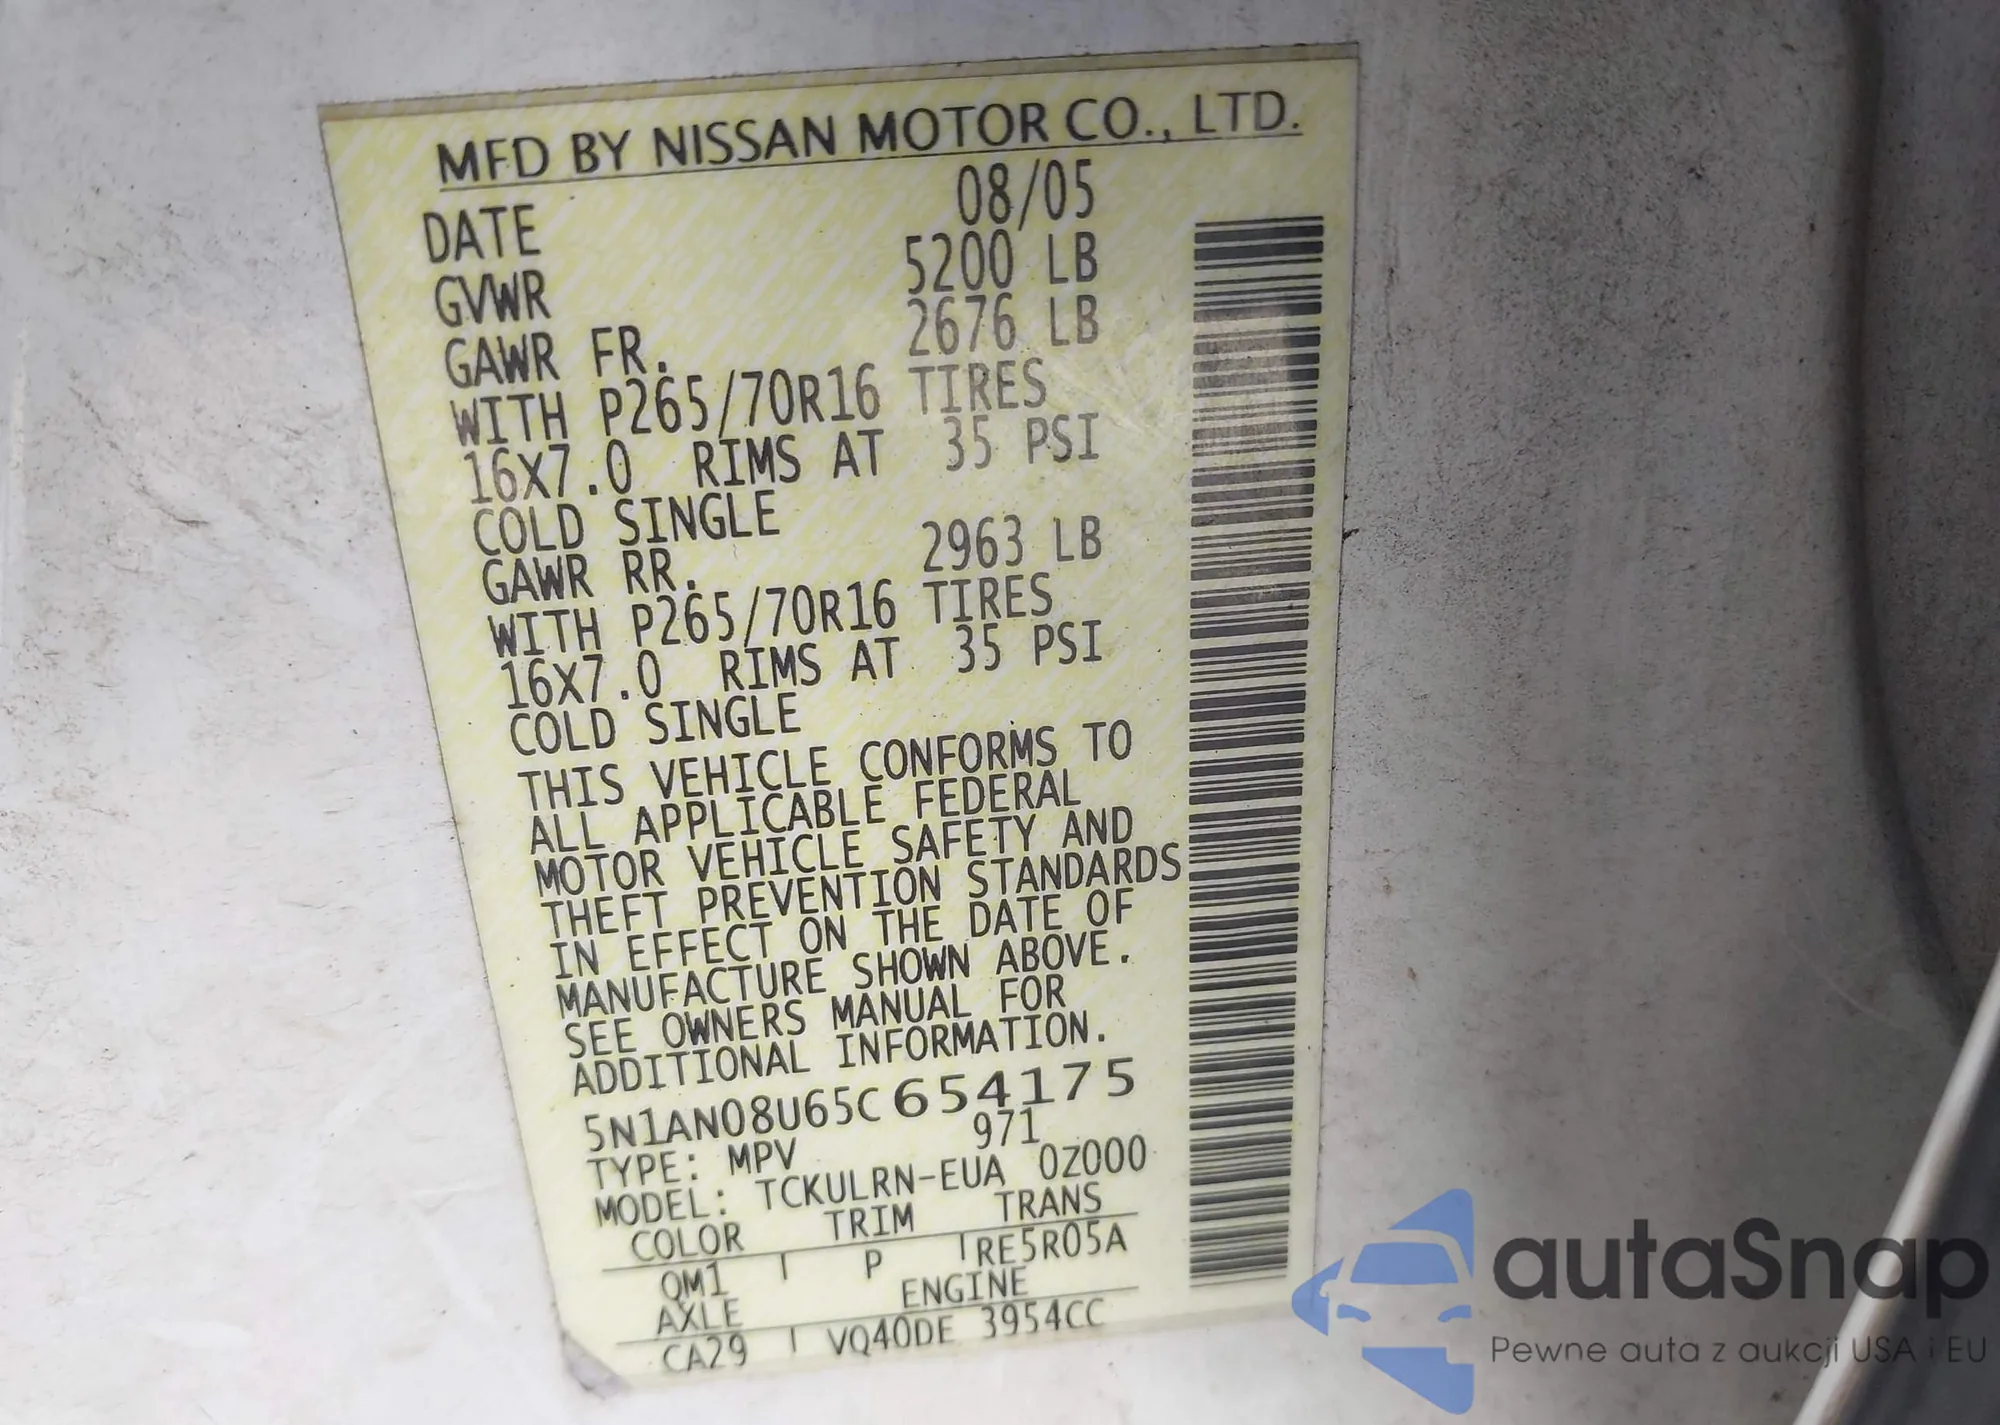 MFD BY NISSAN MOTOR CO., LTD.
DATE 08/05
GVWR 5200 LB
GAWR FR. 2676 LB
WITH P265/70R16 TIRES
16X7.0 RIMS AT 35 PSI
COLD SINGLE
GAWR RR. 2963 LB
WITH P265/70R16 TIRES
16X7.0 RIMS AT 35 PSI
COLD SINGLE
THIS VEHICLE CONFORMS TO
ALL APPLICABLE FEDERAL
MOTOR VEHICLE SAFETY AND
THEFT PREVENTION STANDARDS
IN EFFECT ON THE DATE OF
MANUFACTURE SHOWN ABOVE.
SEE OWNERS MANUAL FOR
ADDITIONAL INFORMATION.
5N1AN08U65C654175
TYPE: MPV 971
MODEL: TCKULRN-EUA 0Z000
COLOR TRIM TRANS
QM1 P RE5R05A
AXLE ENGINE
CA29 VQ40DE 3954CC
autaSnap
Pewne auta z aukcji USA i EU